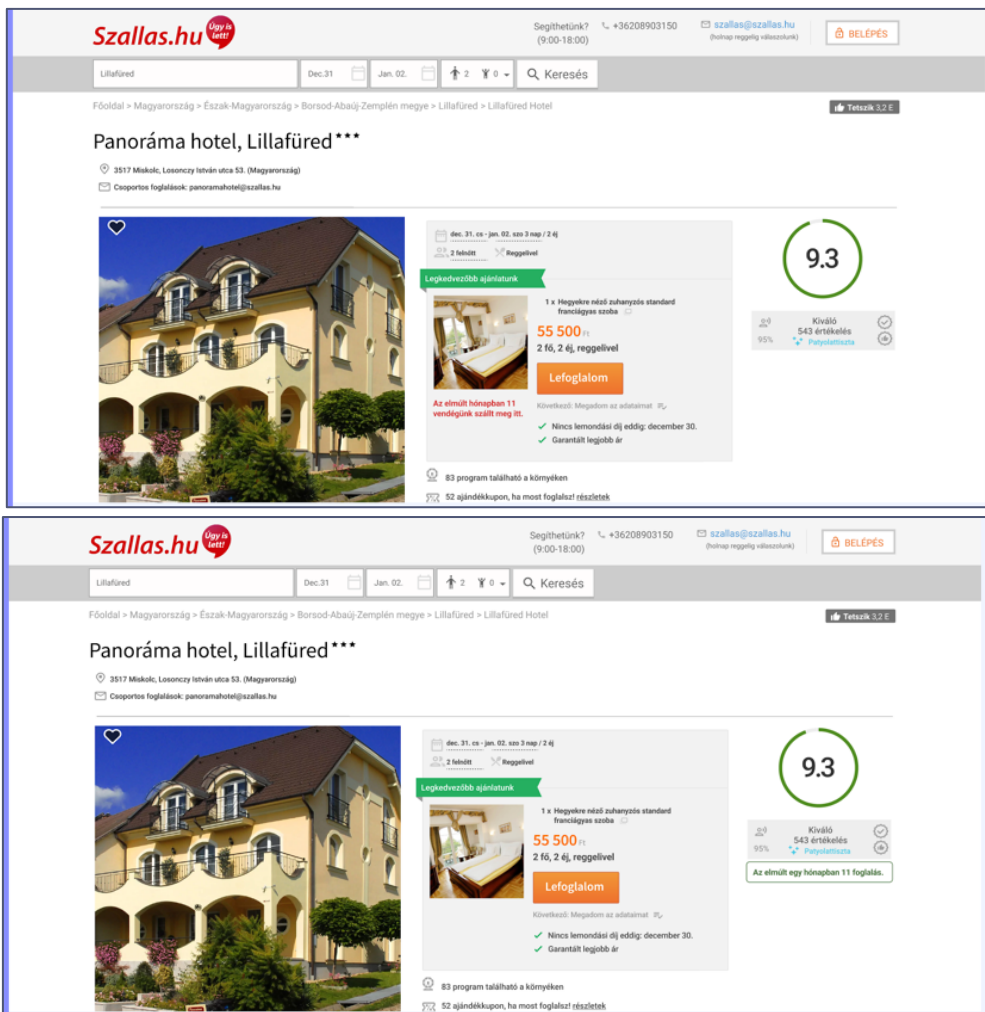 Szallas.hu
Úgy is
lett!
Segíthetünk?
(9:00-18:00)
+36208903150
szallas@szallas.hu
(holnap reggelig válaszolunk)
BELÉPÉS
Lillafüred
Dec.31
Jan. 02.
2
0
Keresés
Főoldal > Magyarország > Észak-Magyarország > Borsod-Abaúj-Zemplén megye > Lillafüred > Lillafüred Hotel
Tetszik 3,2 E
Panoráma hotel, Lillafüred ***
3517 Miskolc, Losonczy István utca 53. (Magyarország)
Csoportos foglalások: panoramahotel@szallas.hu
dec. 31. cs - jan. 02. szo 3 nap / 2 éj
2 felnőtt
Reggelivel
Legkedvezőbb ajánlatunk
1 x Hegyekre néző zuhanyzós standard
franciágyas szoba
55 500 Ft
2 fő, 2 éj, reggelivel
Lefoglalom
Az elmúlt hónapban 11
vendégünk szállt meg itt.
Következő: Megadom az adataimat
Nincs lemondási díj eddig: december 30.
Garantált legjobb ár
83 program található a környéken
52 ajándékkupon, ha most foglalsz! részletek
9.3
95%
Kiváló
543 értékelés
Patyolattiszta
Szallas.hu
Úgy is
lett!
Segíthetünk?
(9:00-18:00)
+36208903150
szallas@szallas.hu
(holnap reggelig válaszolunk)
BELÉPÉS
Lillafüred
Dec.31
Jan. 02.
2
0
Keresés
Főoldal > Magyarország > Észak-Magyarország > Borsod-Abaúj-Zemplén megye > Lillafüred > Lillafüred Hotel
Tetszik 3,2 E
Panoráma hotel, Lillafüred ***
3517 Miskolc, Losonczy István utca 53. (Magyarország)
Csoportos foglalások: panoramahotel@szallas.hu
dec. 31. cs - jan. 02. szo 3 nap / 2 éj
2 felnőtt
Reggelivel
Legkedvezőbb ajánlatunk
1 x Hegyekre néző zuhanyzós standard
franciágyas szoba
55 500 Ft
2 fő, 2 éj, reggelivel
Lefoglalom
Következő: Megadom az adataimat
Nincs lemondási díj eddig: december 30.
Garantált legjobb ár
83 program található a környéken
52 ajándékkupon, ha most foglalsz! részletek
9.3
95%
Kiváló
543 értékelés
Patyolattiszta
Az elmúlt egy hónapban 11 foglalás.